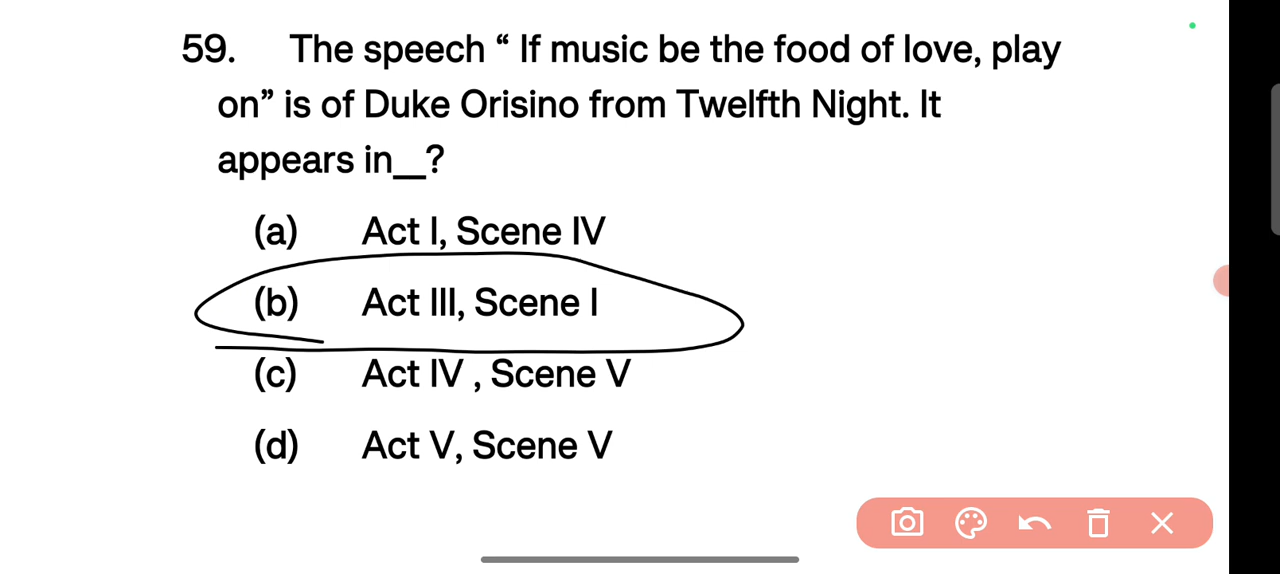 59. The speech “ If music be the food of love, play
on” is of Duke Orisino from Twelfth Night. It
appears in__?
(a) Act I, Scene IV
(b) Act III, Scene I
(c) Act IV , Scene V
(d) Act V, Scene V